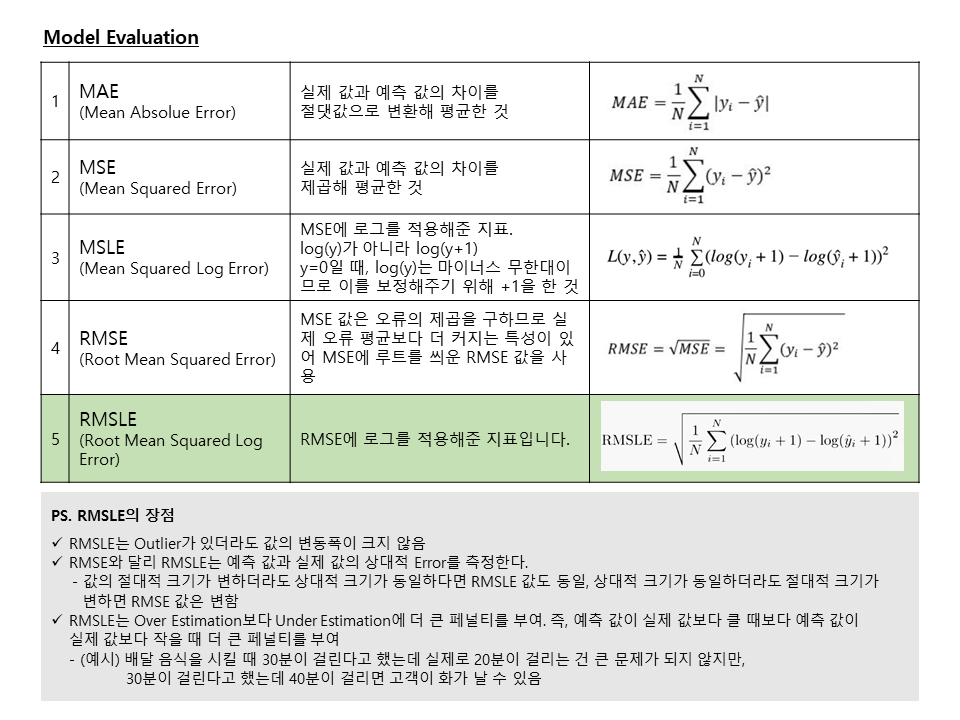 Model Evaluation
1
MAE
(Mean Absolue Error)
실제 값과 예측 값의 차이를
절댓값으로 변환해 평균한 것
MAE = \frac{1}{N} \sum_{i=1}^{N} |y_i - ŷ|
2
MSE
(Mean Squared Error)
실제 값과 예측 값의 차이를
제곱해 평균한 것
MSE = \frac{1}{N} \sum_{i=1}^{N} (y_i - ŷ)^2
3
MSLE
(Mean Squared Log Error)
MSE에 로그를 적용해준 지표.
log(y)가 아니라 log(y+1)
y=0일 때, log(y)는 마이너스 무한대이
므로 이를 보정해주기 위해 +1을 한 것
L(y,ŷ) = \frac{1}{N} \sum_{i=0}^{N} (log(y_i + 1) - log(ŷ_i + 1))^2
4
RMSE
(Root Mean Squared Error)
MSE 값은 오류의 제곱을 구하므로 실
제 오류 평균보다 더 커지는 특성이 있
어 MSE에 루트를 씌운 RMSE 값을 사
용
RMSE = \sqrt{MSE} = \sqrt{\frac{1}{N} \sum_{i=1}^{N} (y_i - ŷ)^2}
5
RMSLE
(Root Mean Squared Log
Error)
RMSE에 로그를 적용해준 지표입니다.
RMSLE = \sqrt{\frac{1}{N} \sum_{i=1}^{N} (log(y_i + 1) - log(ŷ_i + 1))^2}
PS. RMSLE의 장점
✓ RMSLE는 Outlier가 있더라도 값의 변동폭이 크지 않음
✓ RMSE와 달리 RMSLE는 예측 값과 실제 값의 상대적 Error를 측정한다.
- 값의 절대적 크기가 변하더라도 상대적 크기가 동일하다면 RMSLE 값도 동일, 상대적 크기가 동일하더라도 절대적 크기가
변하면 RMSE 값은 변함
✓ RMSLE는 Over Estimation보다 Under Estimation에 더 큰 페널티를 부여. 즉, 예측 값이 실제 값보다 클 때보다 예측 값이
실제 값보다 작을 때 더 큰 페널티를 부여
- (예시) 배달 음식을 시킬 때 30분이 걸린다고 했는데 실제로 20분이 걸리는 건 큰 문제가 되지 않지만,
30분이 걸린다고 했는데 40분이 걸리면 고객이 화가 날 수 있음